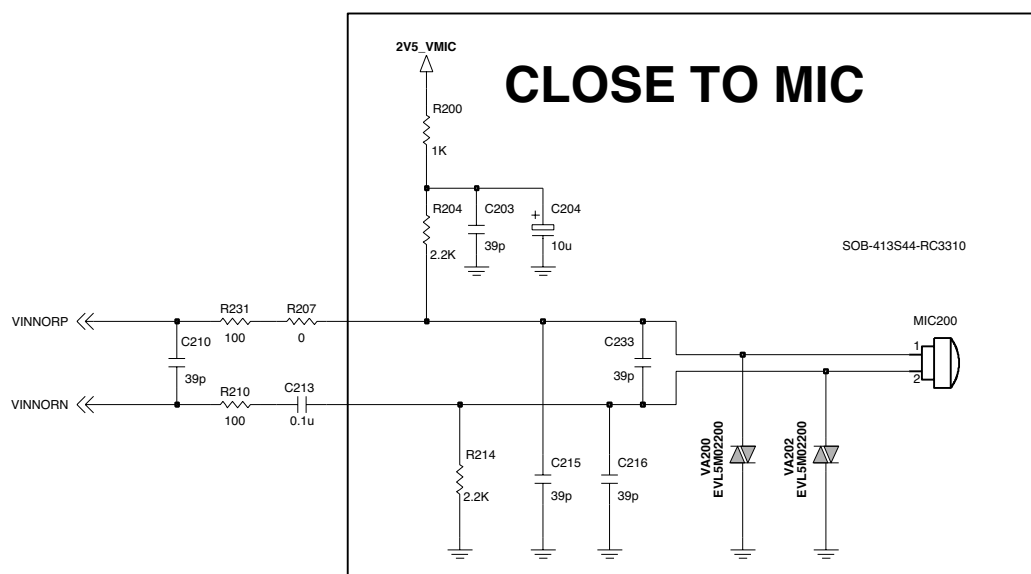 2V5_VMIC
CLOSE TO MIC
R200
1K
R204
2.2K
C203
39p
+
C204
10u
SOB-413S44-RC3310
VINNORP
R231
100
R207
0
C210
39p
C233
39p
MIC200
1
2
VINNORN
R210
100
C213
0.1u
R214
2.2K
C215
39p
C216
39p
VA200
EVL5M02200
VA202
EVL5M02200